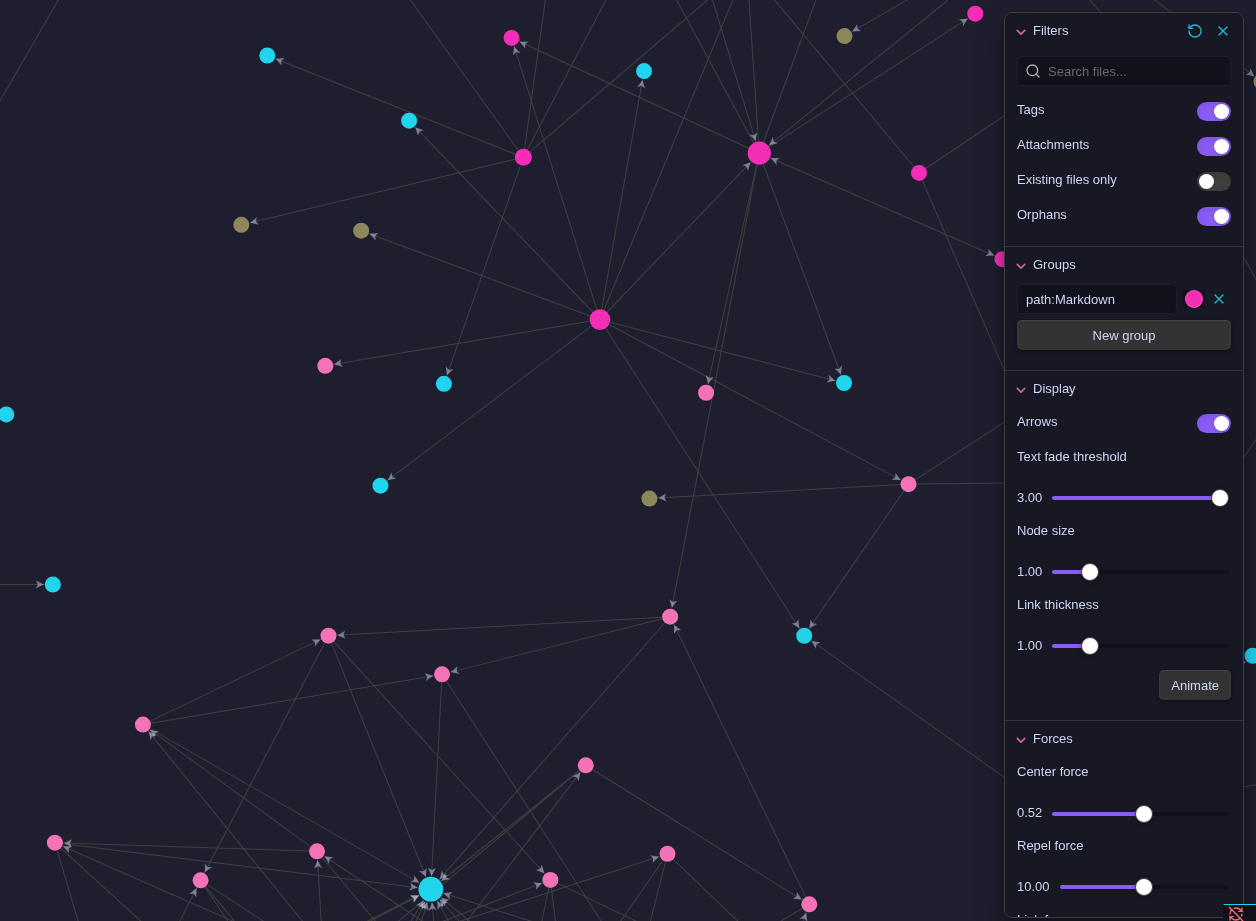 Filters
Search files...
Tags
Attachments
Existing files only
Orphans
Groups
path:Markdown
New group
Display
Arrows
Text fade threshold
3.00
Node size
1.00
Link thickness
1.00
Animate
Forces
Center force
0.52
Repel force
10.00